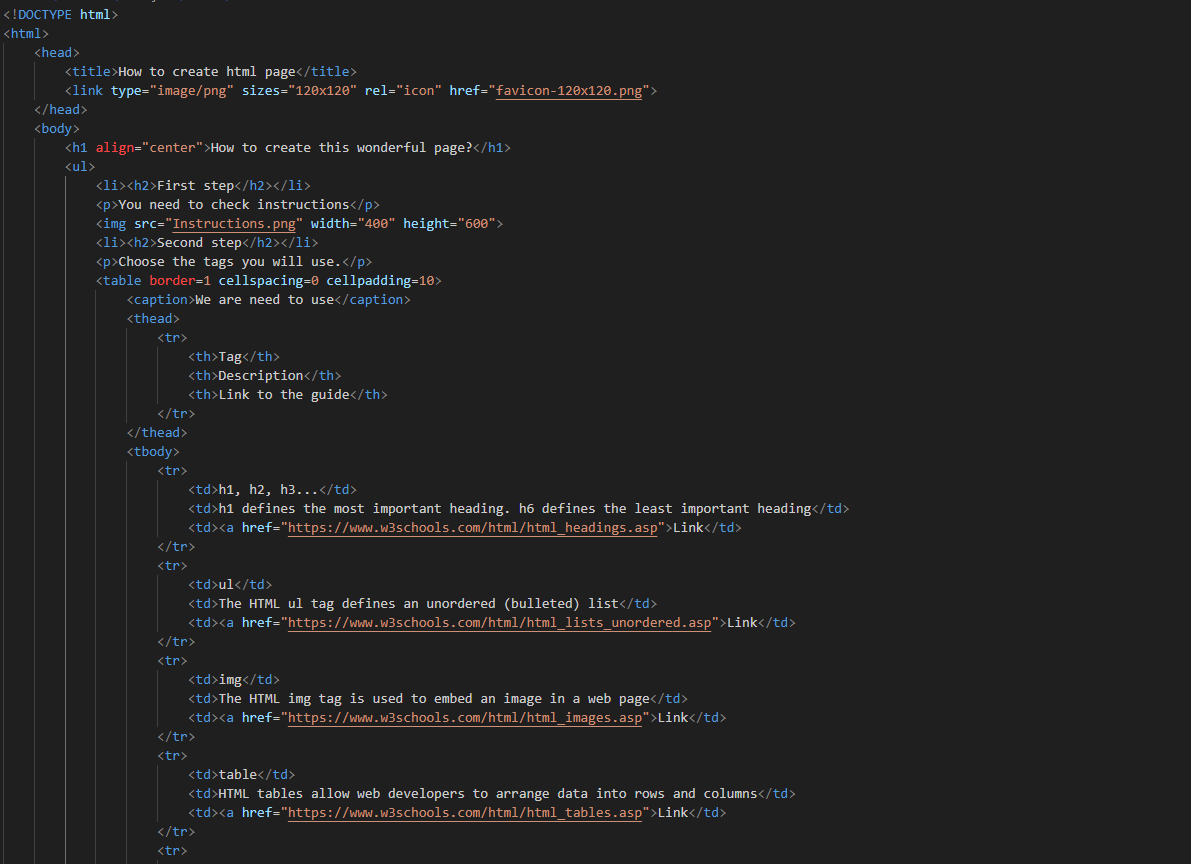 <!DOCTYPE html>
<html>
    <head>
        <title>How to create html page</title>
        <link type="image/png" sizes="120x120" rel="icon" href="favicon-120x120.png">
    </head>
    <body>
        <h1 align="center">How to create this wonderful page?</h1>
        <ul>
            <li><h2>First step</h2></li>
            <p>You need to check instructions</p>
            <img src="Instructions.png" width="400" height="600">
            <li><h2>Second step</h2></li>
            <p>Choose the tags you will use.</p>
            <table border=1 cellspacing=0 cellpadding=10>
                <caption>We are need to use</caption>
                <thead>
                    <tr>
                        <th>Tag</th>
                        <th>Description</th>
                        <th>Link to the guide</th>
                    </tr>
                </thead>
                <tbody>
                    <tr>
                        <td>h1, h2, h3...</td>
                        <td>h1 defines the most important heading. h6 defines the least important heading</td>
                        <td><a href="https://www.w3schools.com/html/html_headings.asp">Link</td>
                    </tr>
                    <tr>
                        <td>ul</td>
                        <td>The HTML ul tag defines an unordered (bulleted) list</td>
                        <td><a href="https://www.w3schools.com/html/html_lists_unordered.asp">Link</td>
                    </tr>
                    <tr>
                        <td>img</td>
                        <td>The HTML img tag is used to embed an image in a web page</td>
                        <td><a href="https://www.w3schools.com/html/html_images.asp">Link</td>
                    </tr>
                    <tr>
                        <td>table</td>
                        <td>HTML tables allow web developers to arrange data into rows and columns</td>
                        <td><a href="https://www.w3schools.com/html/html_tables.asp">Link</td>
                    </tr>
                    <tr>